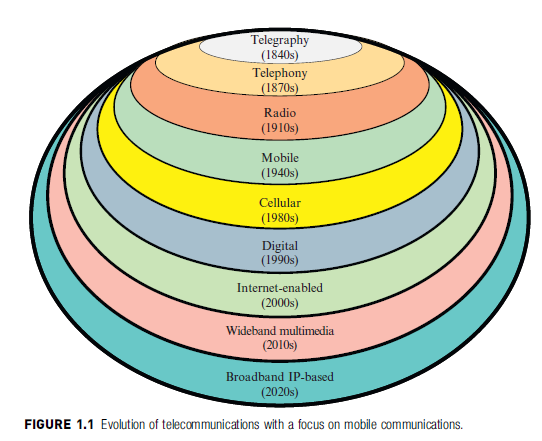 Telegraphy
(1840s)
Telephony
(1870s)
Radio
(1910s)
Mobile
(1940s)
Cellular
(1980s)
Digital
(1990s)
Internet-enabled
(2000s)
Wideband multimedia
(2010s)
Broadband IP-based
(2020s)
FIGURE 1.1 Evolution of telecommunications with a focus on mobile communications.